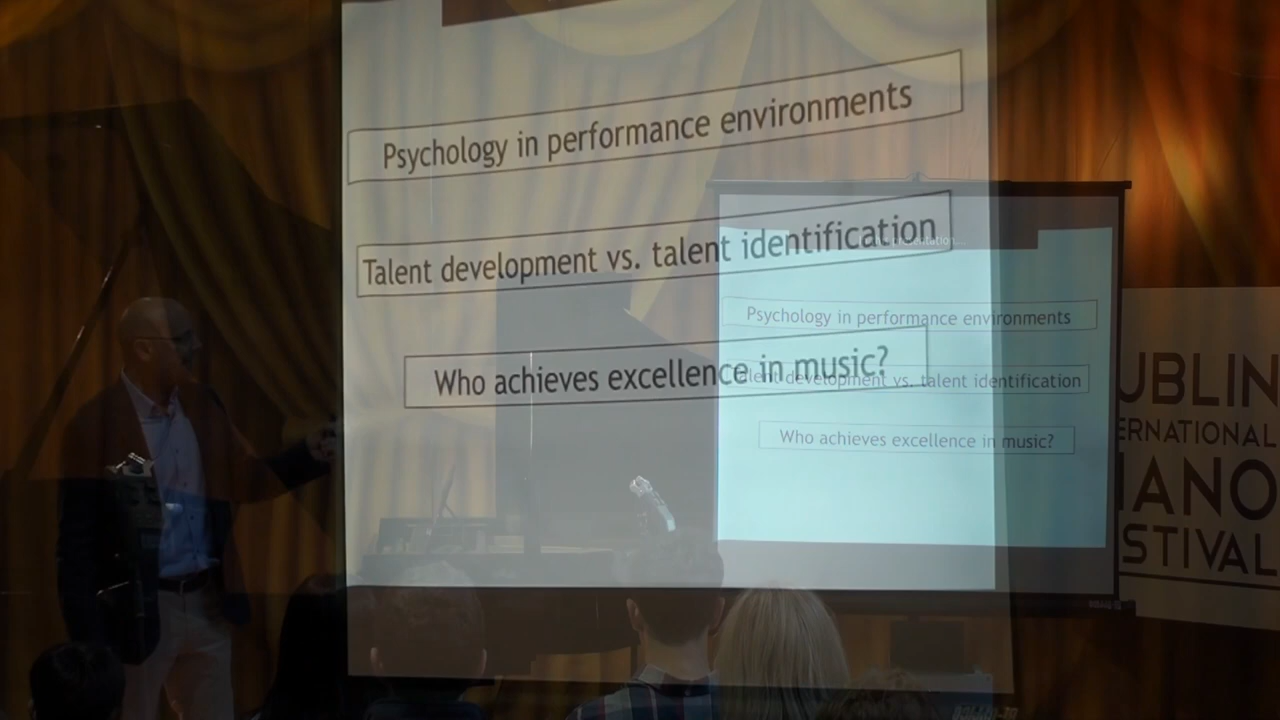 Psychology in performance environments
Talent development vs. talent identification
Who achieves excellence in music?
Psychology in performance environments
Talent development vs. talent identification
Who achieves excellence in music?
UBLIN
ERNATIONAL
IANO
STIVAL